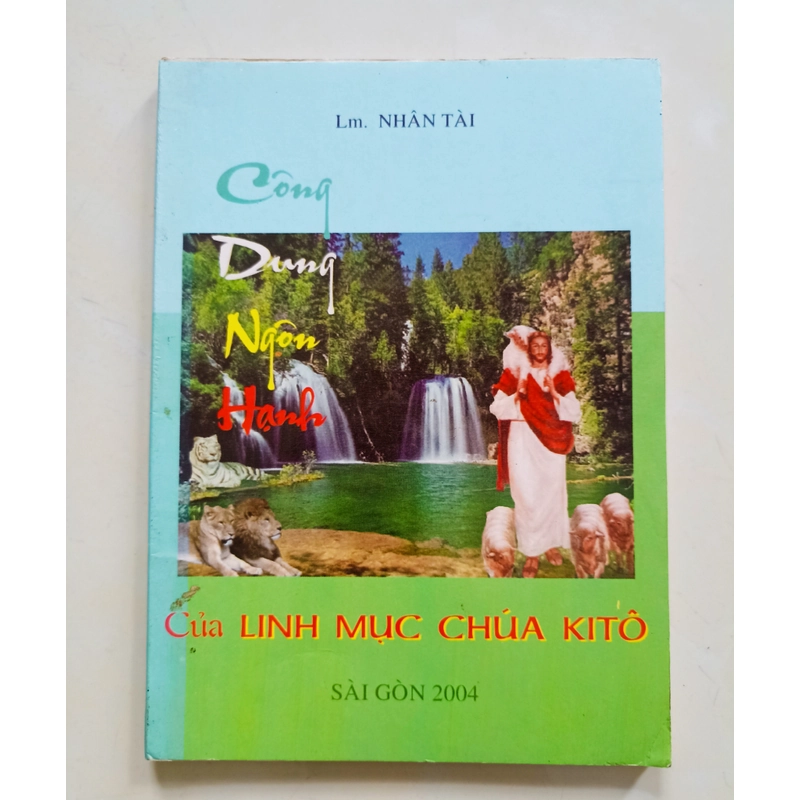 Lm. NHÂN TÀI
Công
Dung
Ngôn
Hạnh
Của LINH MỤC CHÚA KITÔ
SÀI GÒN 2004